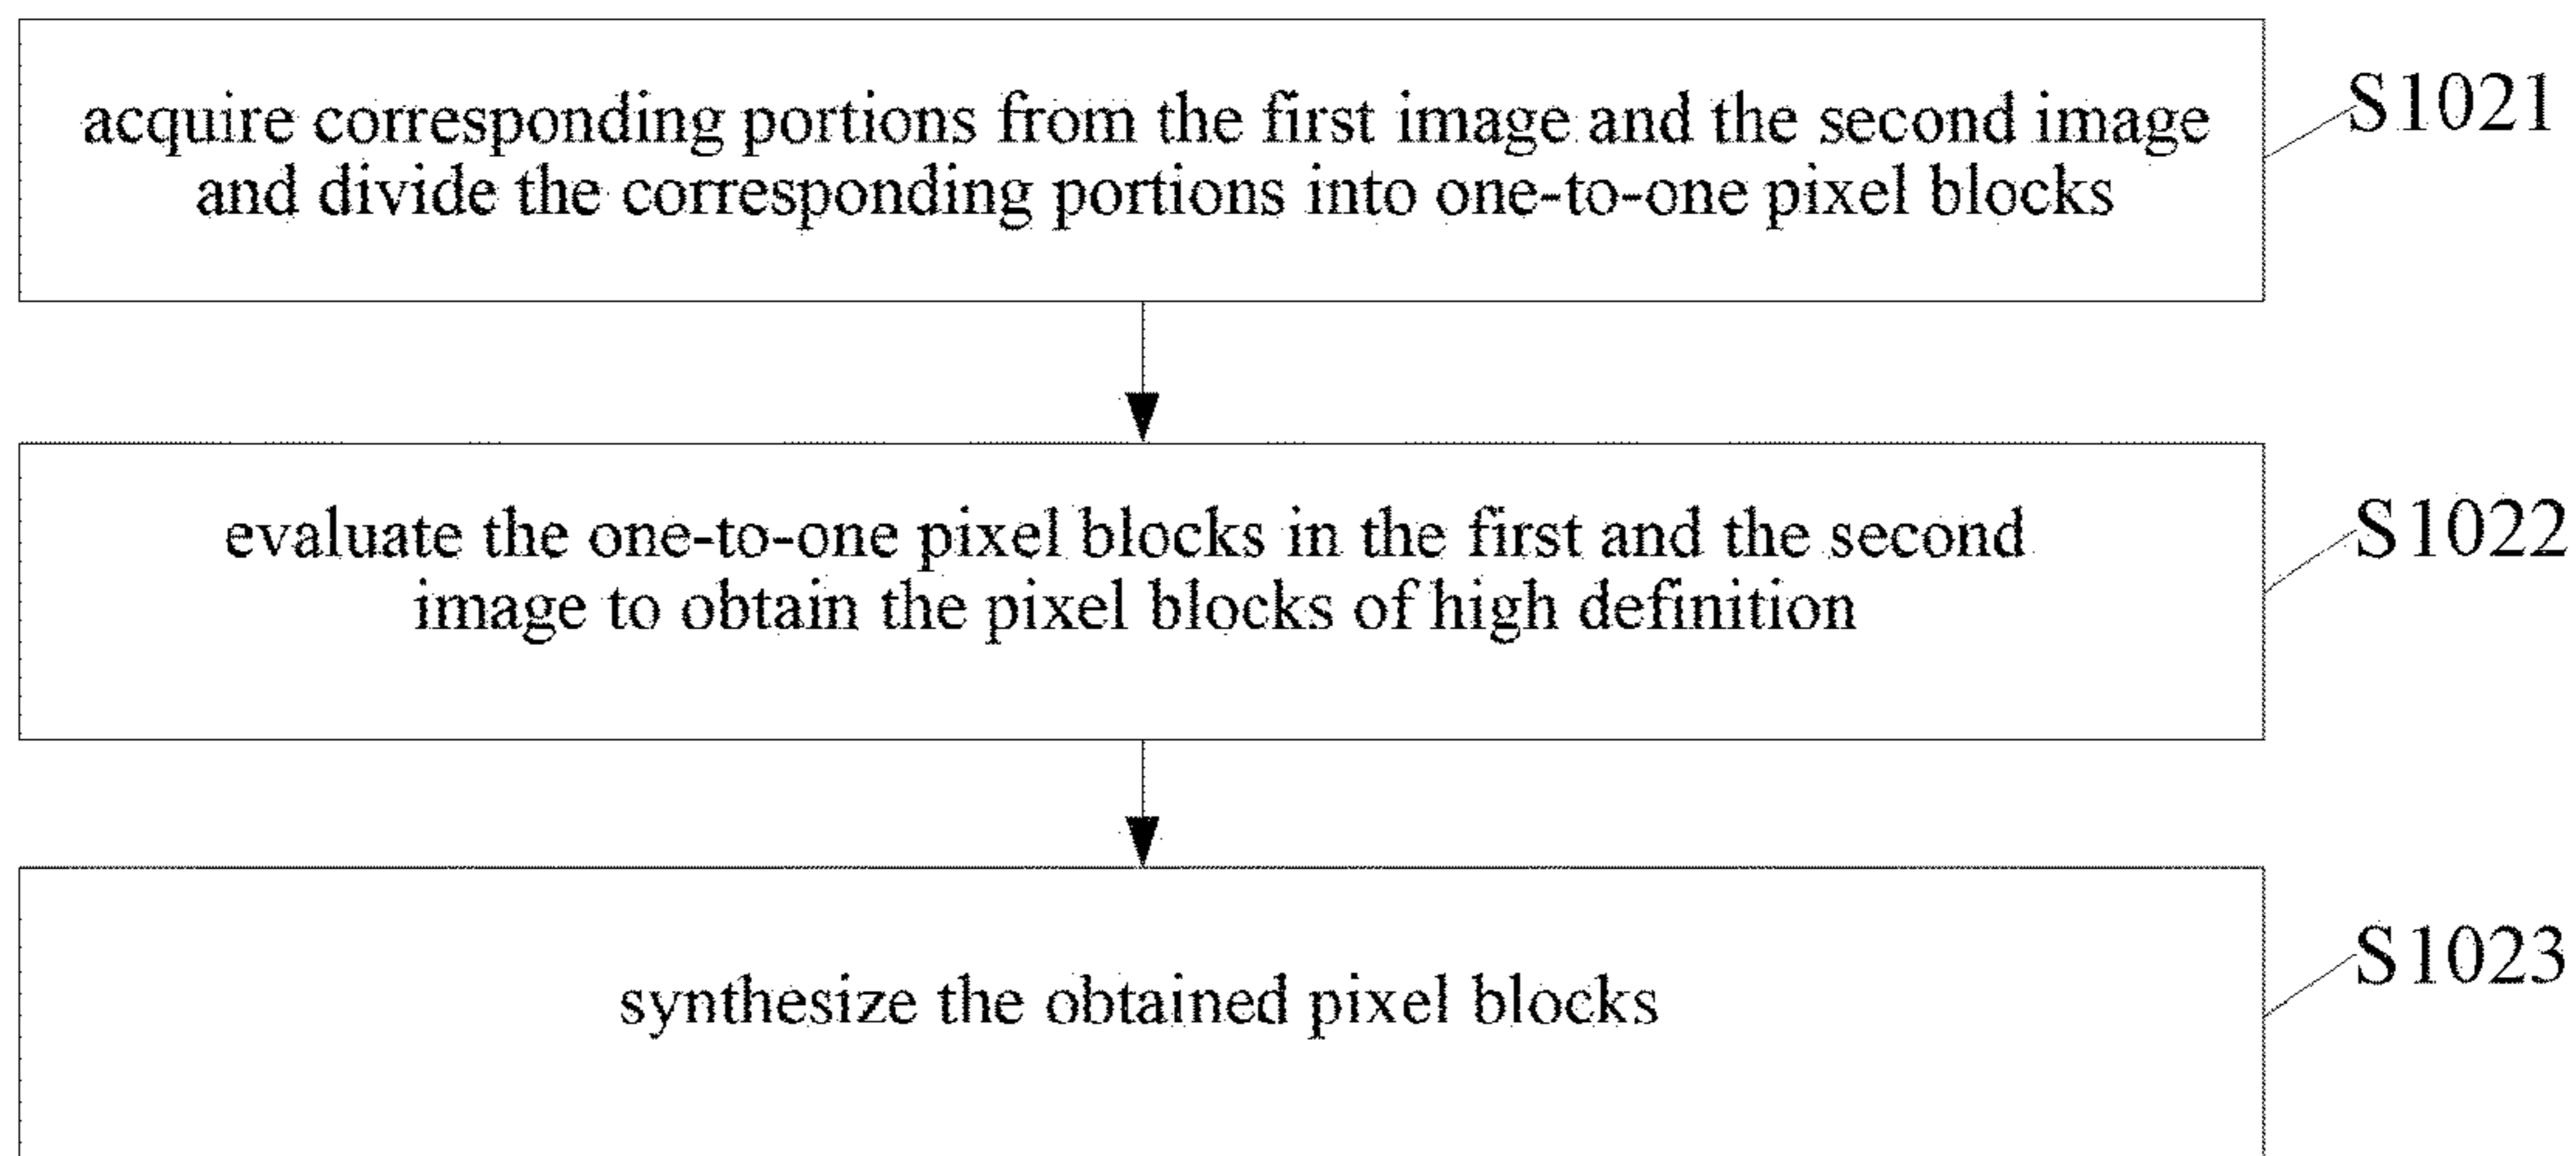 acquire corresponding portions from the first image and the second image
and divide the corresponding portions into one-to-one pixel blocks
S1021
evaluate the one-to-one pixel blocks in the first and the second
image to obtain the pixel blocks of high definition
S1022
synthesize the obtained pixel blocks
S1023